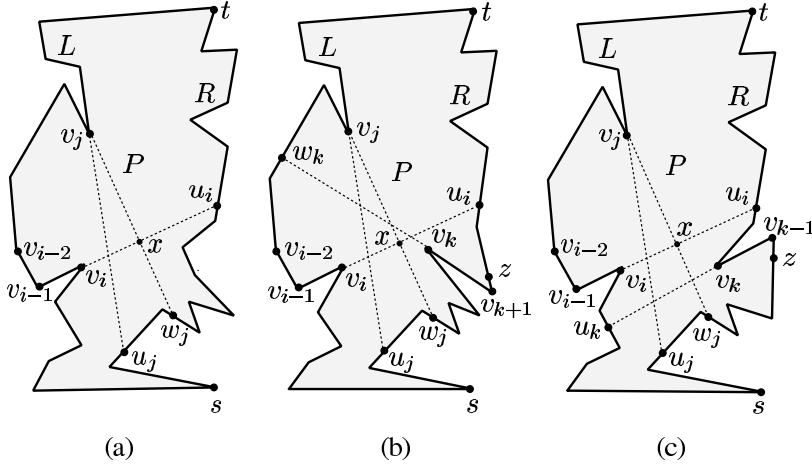 t t t
L L L
R R R
v_j v_j v_j
w_k
P P P
u_i u_i u_i
v_{k-1}
v_{i-2} x v_{i-2} x v_k v_{i-2} x
v_i v_i z v_i v_k z
v_{i-1} v_{i-1} v_{k+1} v_{i-1}
w_j w_j u_k w_j
u_j u_j u_j
s s s
(a) (b) (c)